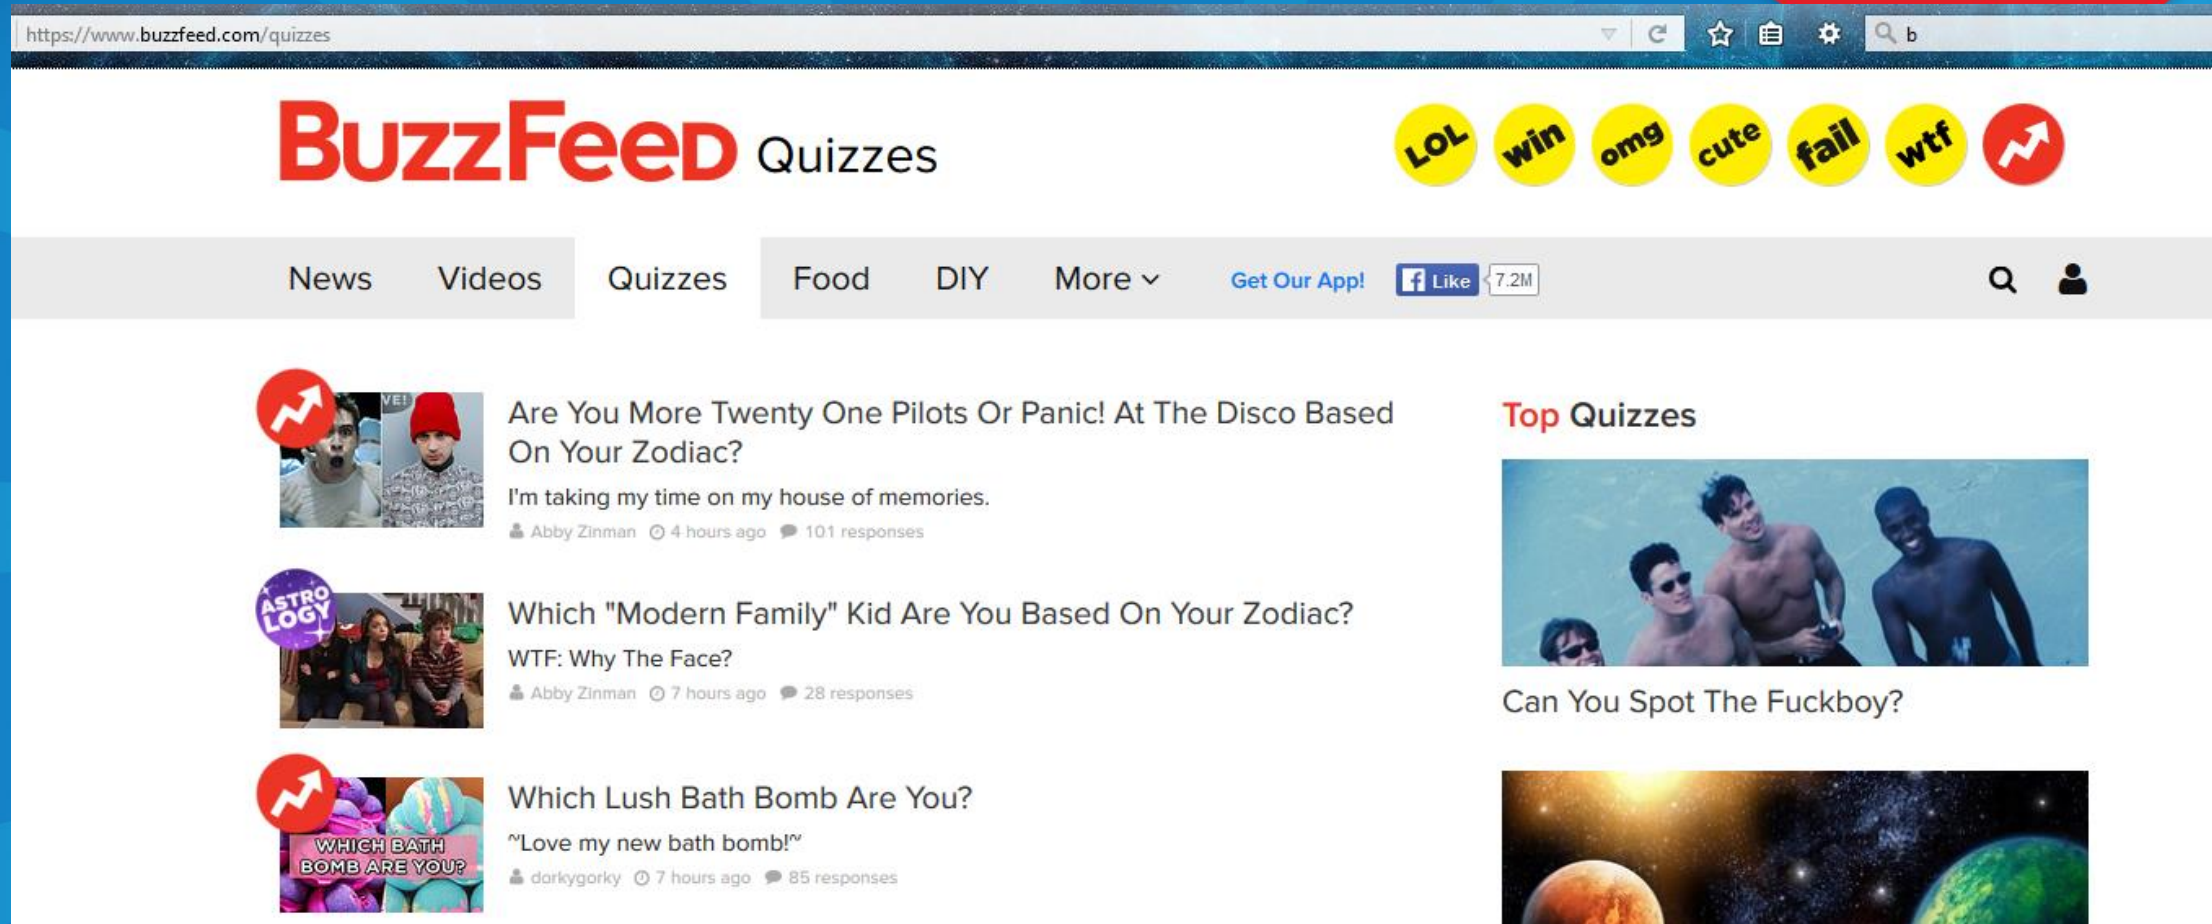 https://www.buzzfeed.com/quizzes
b
BuzzFeeD Quizzes
LOL win omg cute fail wtf
News Videos Quizzes Food DIY More Get Our App! Like 7.2M
VE!
Are You More Twenty One Pilots Or Panic! At The Disco Based
On Your Zodiac?
I'm taking my time on my house of memories.
Abby Zinman 4 hours ago 101 responses
ASTRO
LOGY
Which "Modern Family" Kid Are You Based On Your Zodiac?
WTF: Why The Face?
Abby Zinman 7 hours ago 28 responses
WHICH BATH
BOMB ARE YOU?
Which Lush Bath Bomb Are You?
~Love my new bath bomb!~
dorkygorky 7 hours ago 85 responses
Top Quizzes
Can You Spot The Fuckboy?